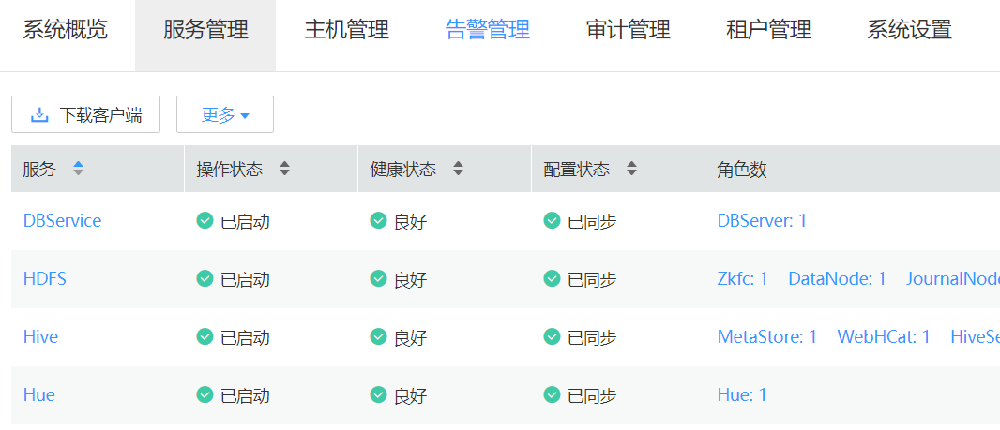 系统概览 服务管理 主机管理 告警管理 审计管理 租户管理 系统设置
下载客户端 更多
服务 操作状态 健康状态 配置状态 角色数
DBService 已启动 良好 已同步 DBServer: 1
HDFS 已启动 良好 已同步 Zkfc: 1 DataNode: 1 JournalNode
Hive 已启动 良好 已同步 MetaStore: 1 WebHCat: 1 HiveSe
Hue 已启动 良好 已同步 Hue: 1